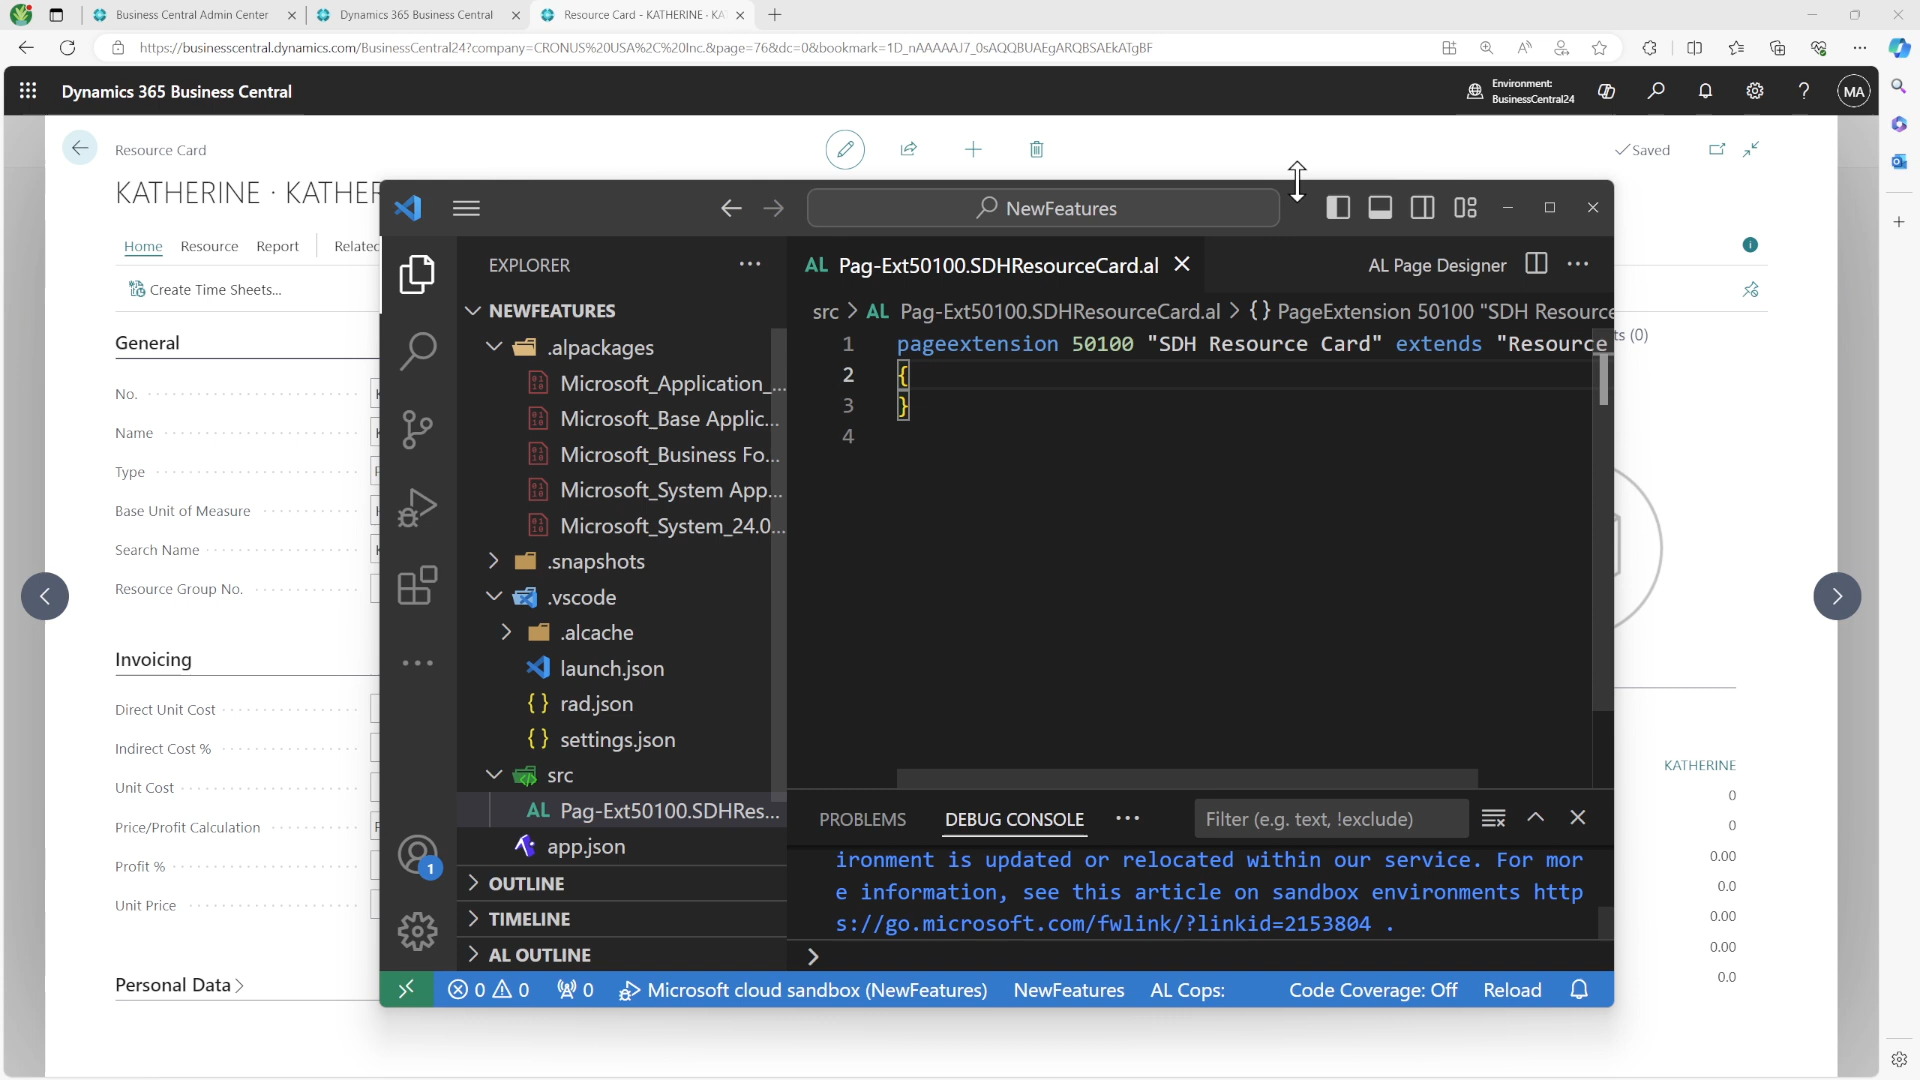 Business Central Admin Center
Dynamics 365 Business Central
Resource Card - KATHERINE · KA
https://businesscentral.dynamics.com/BusinessCentral24?company=CRONUS%20USA%2C%20Inc.&page=76&dc=0&bookmark=1D_nAAAAAJ7_0sAQQBUAEgARQBSAEkATgBF
Dynamics 365 Business Central
Environment:
BusinessCentral24
MA
Resource Card
Saved
KATHERINE · KATHER
Home Resource Report Related
Create Time Sheets...
General
No.
Name
Type
Base Unit of Measure
Search Name
Resource Group No.
Invoicing
Direct Unit Cost
Indirect Cost %
Unit Cost
Price/Profit Calculation
Profit %
Unit Price
Personal Data
ts (0)
KATHERINE
0
0
0.00
0.0
0.00
0.00
0.0
NewFeatures
EXPLORER
NEWFEATURES
.alpackages
Microsoft_Application_...
Microsoft_Base Applic...
Microsoft_Business Fo...
Microsoft_System App...
Microsoft_System_24.0...
.snapshots
.vscode
.alcache
launch.json
{} rad.json
{} settings.json
src
AL Pag-Ext50100.SDHRes...
app.json
OUTLINE
TIMELINE
AL OUTLINE
1
AL Pag-Ext50100.SDHResourceCard.al
AL Page Designer
src > AL Pag-Ext50100.SDHResourceCard.al > {} PageExtension 50100 "SDH Resource
1 pageextension 50100 "SDH Resource Card" extends "Resource
2 {
3 }
4
PROBLEMS DEBUG CONSOLE
Filter (e.g. text, !exclude)
ironment is updated or relocated within our service. For mor
e information, see this article on sandbox environments http
s://go.microsoft.com/fwlink/?linkid=2153804 .
0 0 0 Microsoft cloud sandbox (NewFeatures) NewFeatures AL Cops: Code Coverage: Off Reload